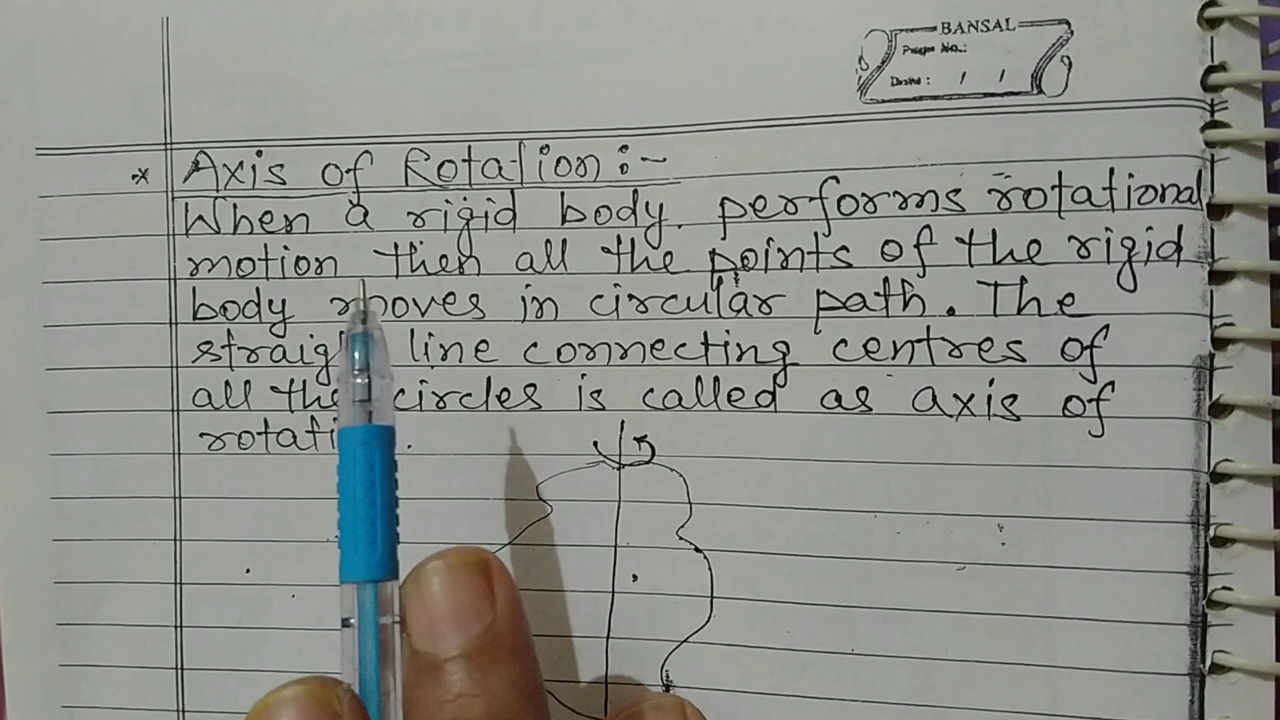 BANSAL
Page No.:
Date : / /
* Axis of Rotation :-
When a rigid body performs rotational
motion then all the points of the rigid
body moves in circular path. The
straig line connecting centres of
all the circles is called as axis of
rotati .